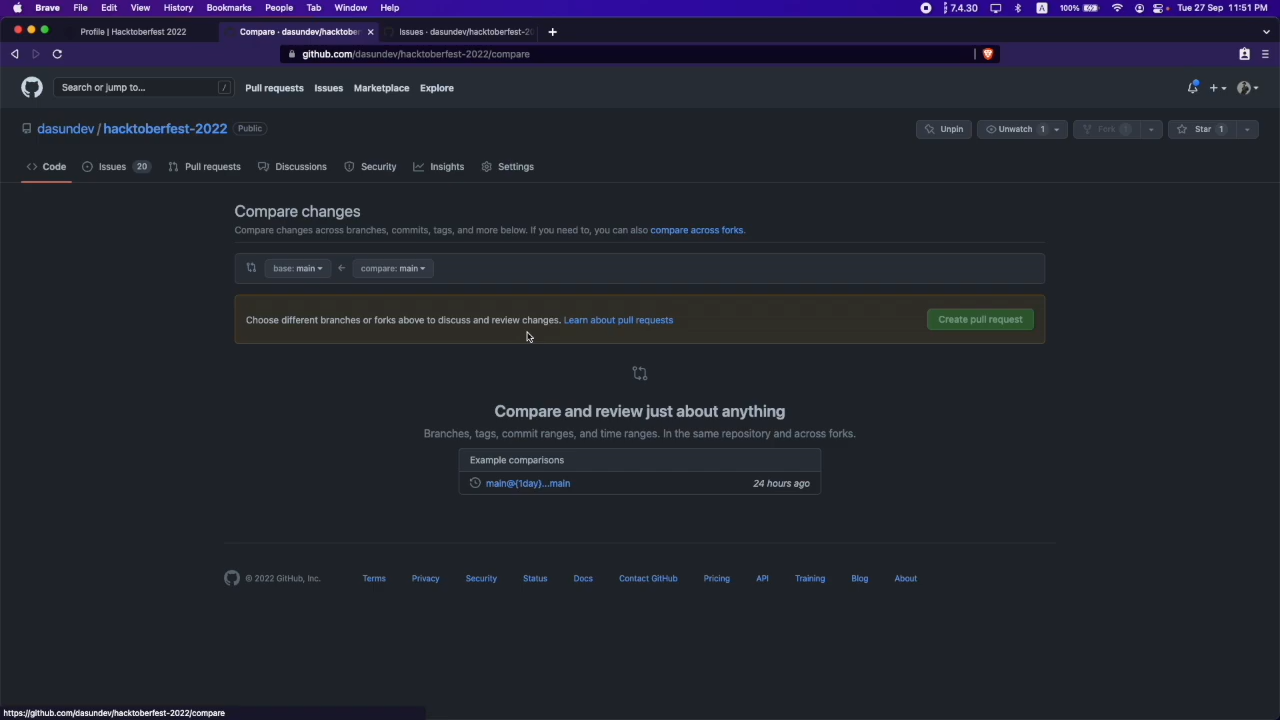 Brave File Edit View History Bookmarks People Tab Window Help 7.4.30 A 100% Tue 27 Sep 11:51 PM
Profile | Hacktoberfest 2022 Compare · dasundev/hacktober Issues · dasundev/hacktoberfest-20
github.com/dasundev/hacktoberfest-2022/compare
Search or jump to... / Pull requests Issues Marketplace Explore
dasundev / hacktoberfest-2022 Public Unpin Unwatch 1 Fork 1 Star 1
Code Issues 20 Pull requests Discussions Security Insights Settings
Compare changes
Compare changes across branches, commits, tags, and more below. If you need to, you can also compare across forks.
base: main compare: main
Choose different branches or forks above to discuss and review changes. Learn about pull requests Create pull request
Compare and review just about anything
Branches, tags, commit ranges, and time ranges. In the same repository and across forks.
Example comparisons
main@{1day}...main 24 hours ago
© 2022 GitHub, Inc. Terms Privacy Security Status Docs Contact GitHub Pricing API Training Blog About
https://github.com/dasundev/hacktoberfest-2022/compare